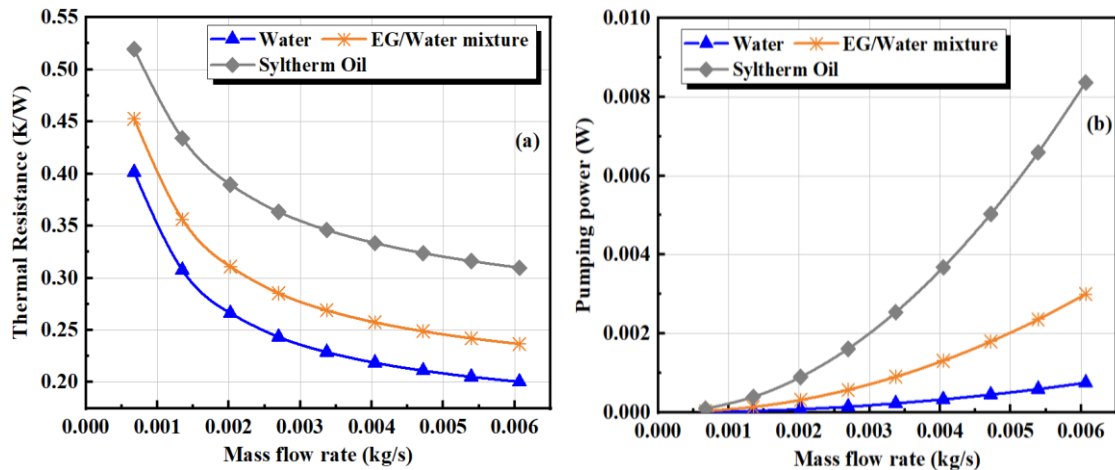 0.55
0.50
0.45
0.40
0.35
0.30
0.25
0.20
Thermal Resistance (K/W)
Water
EG/Water mixture
Syltherm Oil
(a)
0.000 0.001 0.002 0.003 0.004 0.005 0.006
Mass flow rate (kg/s)
0.010
0.008
0.006
0.004
0.002
0.000
Pumping power (W)
Water
EG/Water mixture
Syltherm Oil
(b)
0.000 0.001 0.002 0.003 0.004 0.005 0.006
Mass flow rate (kg/s)